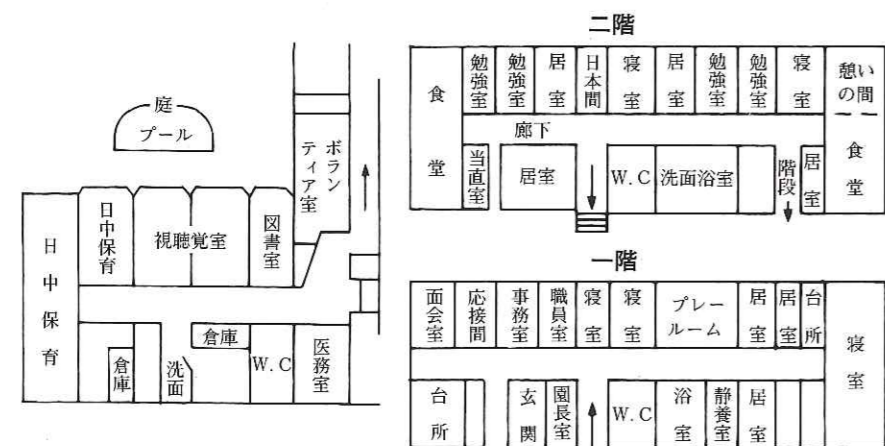 庭
プール
ボラン
ティア室
日中保育
日中保育
視聴覚室
図書室
倉庫
洗面
倉庫
W.C
医務室
二階
食堂
勉強室
勉強室
居室
日本間
寝室
居室
勉強室
勉強室
寝室
憩い
の間
食堂
廊下
当直室
居室
W.C
洗面浴室
階段
居室
一階
面会室
応接間
事務室
職員室
寝室
寝室
プレー
ルーム
居室
居室
台所
寝室
台所
玄関
園長室
W.C
浴室
静養室
居室